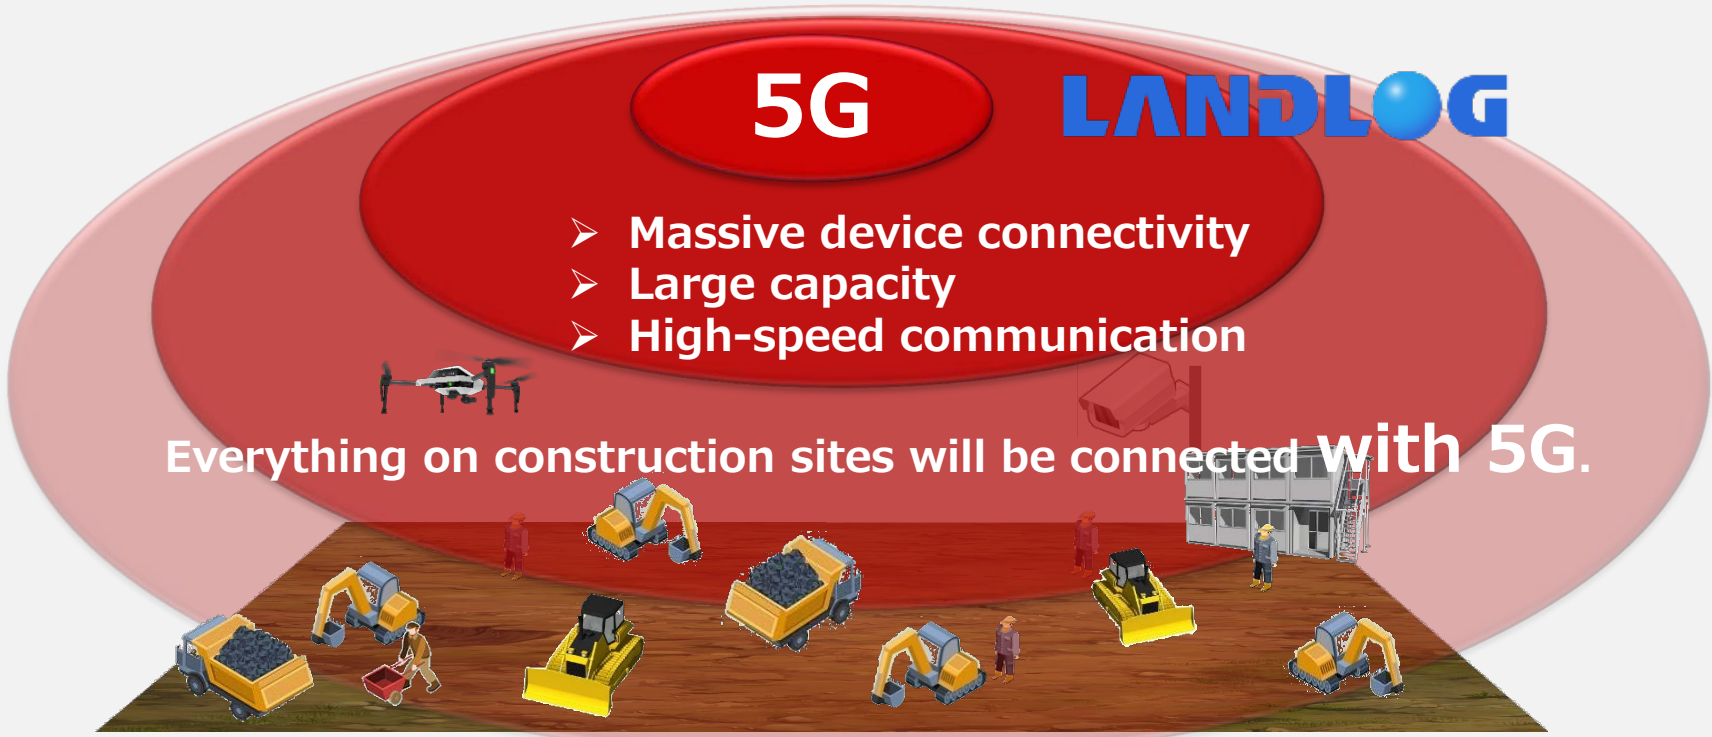 5G
LANDLOG
➢ Massive device connectivity
➢ Large capacity
➢ High-speed communication
Everything on construction sites will be connected with 5G.